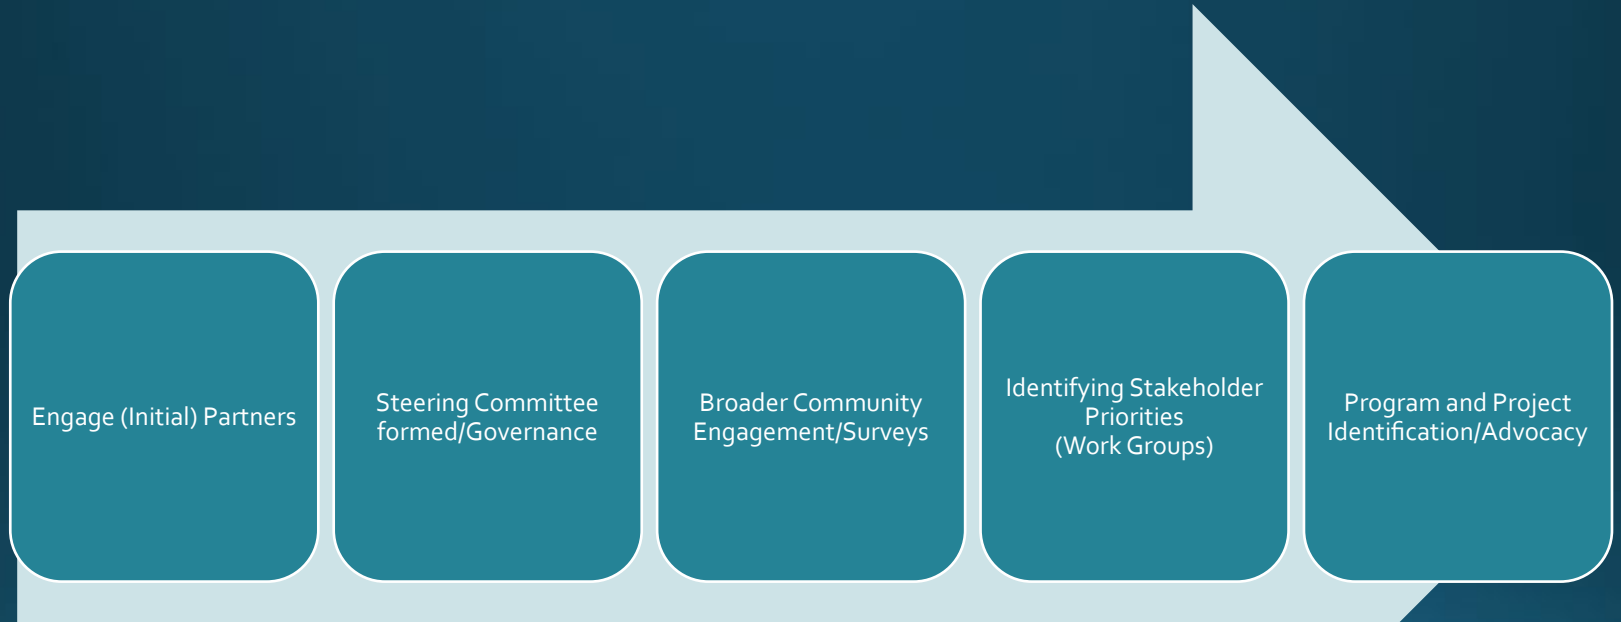 Engage (Initial) Partners
Steering Committee
formed/Governance
Broader Community
Engagement/Surveys
Identifying Stakeholder
Priorities
(Work Groups)
Program and Project
Identification/Advocacy